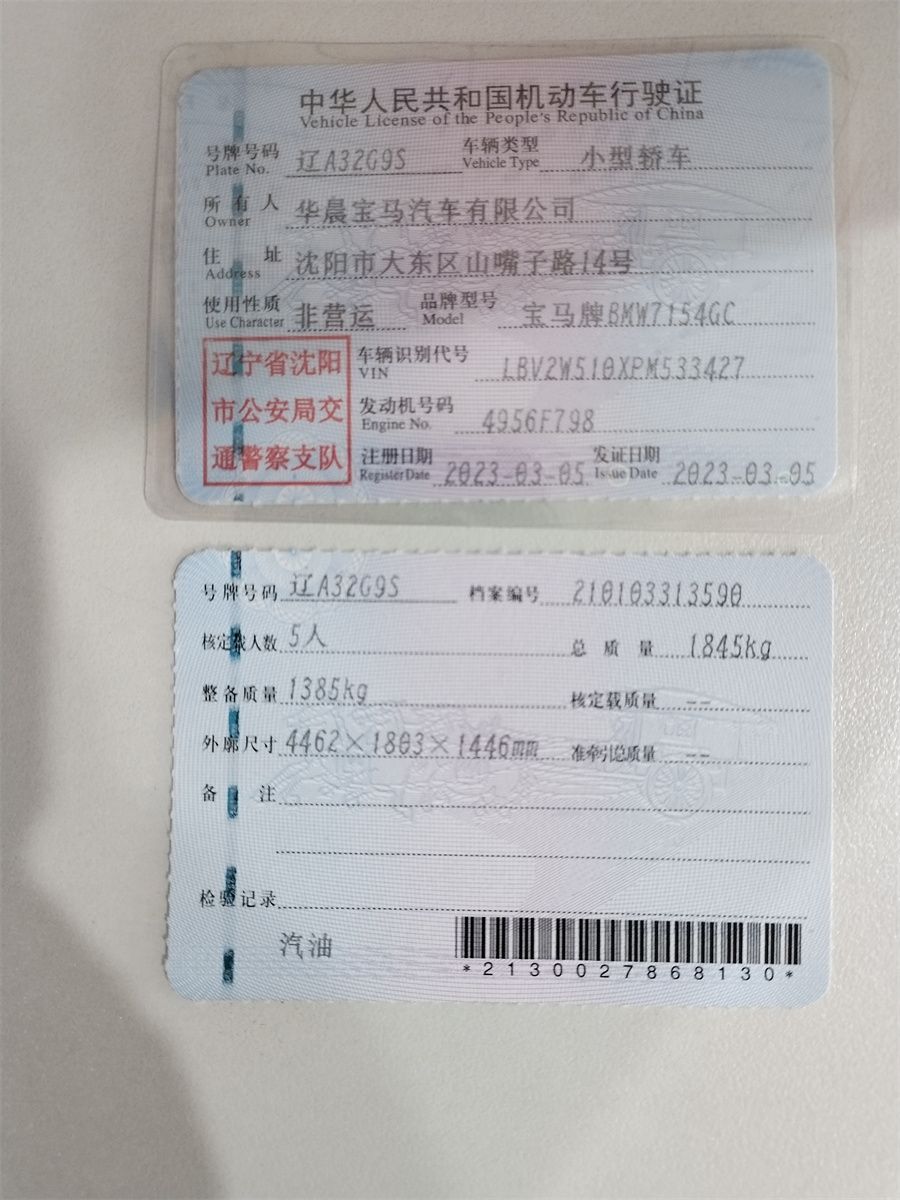 中华人民共和国机动车行驶证
Vehicle License of the People's Republic of China
号牌号码 辽A32G9S 车辆类型 小型轿车
Plate No. Vehicle Type
所有人 华晨宝马汽车有限公司
Owner
住址 沈阳市大东区山嘴子路14号
Address
使用性质 非营运 品牌型号 宝马牌BMW7154GC
Use Character Model
辽宁省沈阳
市公安局交
通警察支队
车辆识别代号 LBV2W510XPM533427
VIN
发动机号码 4956F798
Engine No.
注册日期 2023-03-05 发证日期 2023-03-05
Register Date Issue Date
号牌号码 辽A32G9S 档案编号 210103313590
核定载人数 5人 总质量 1845kg
整备质量 1385kg 核定载质量 --
外廓尺寸 4462×1803×1446mm 准牵引总质量 --
备注
检验记录
汽油
*2130027868130*